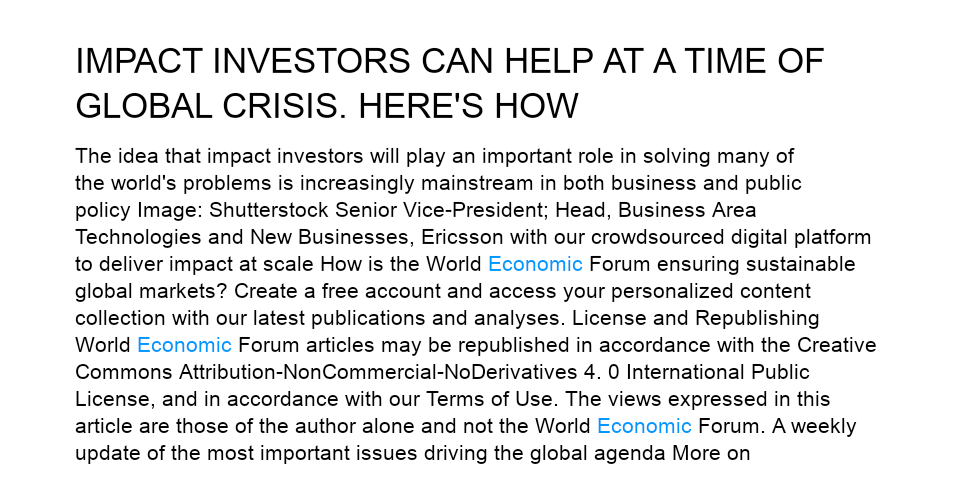 IMPACT INVESTORS CAN HELP AT A TIME OF
GLOBAL CRISIS. HERE'S HOW
The idea that impact investors will play an important role in solving many of
the world's problems is increasingly mainstream in both business and public
policy Image: Shutterstock Senior Vice-President; Head, Business Area
Technologies and New Businesses, Ericsson with our crowdsourced digital platform
to deliver impact at scale How is the World Economic Forum ensuring sustainable
global markets? Create a free account and access your personalized content
collection with our latest publications and analyses. License and Republishing
World Economic Forum articles may be republished in accordance with the Creative
Commons Attribution-NonCommercial-NoDerivatives 4. 0 International Public
License, and in accordance with our Terms of Use. The views expressed in this
article are those of the author alone and not the World Economic Forum. A weekly
update of the most important issues driving the global agenda More on